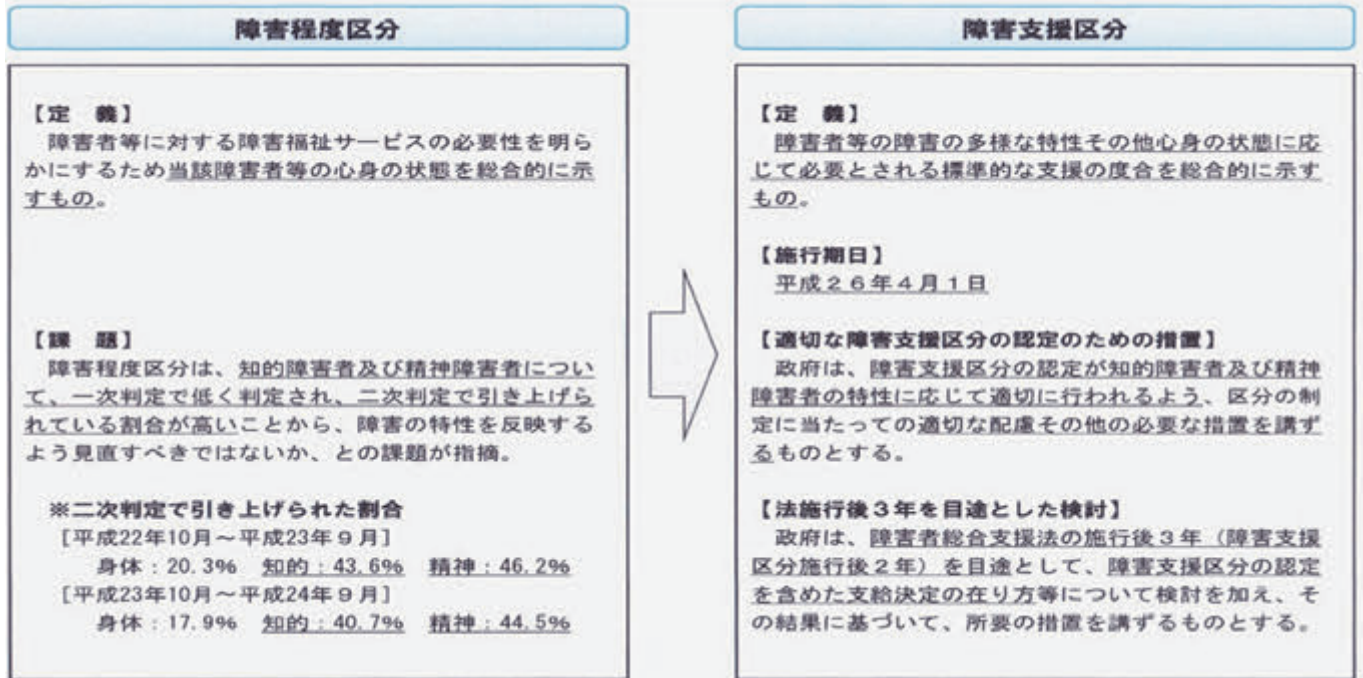 障害程度区分
【定　義】
障害者等に対する障害福祉サービスの必要性を明ら
かにするため当該障害者等の心身の状態を総合的に示
すもの。
【課　題】
障害程度区分は、知的障害者及び精神障害者につい
て、一次判定で低く判定され、二次判定で引き上げら
れている割合が高いことから、障害の特性を反映する
よう見直すべきではないか、との課題が指摘。
※二次判定で引き上げられた割合
［平成22年10月～平成23年９月］
身体：20.3%　知的：43.6%　精神：46.2%
［平成23年10月～平成24年９月］
身体：17.9%　知的：40.7%　精神：44.5%
障害支援区分
【定　義】
障害者等の障害の多様な特性その他心身の状態に応
じて必要とされる標準的な支援の度合を総合的に示す
もの。
【施行期日】
平成２６年４月１日
【適切な障害支援区分の認定のための措置】
政府は、障害支援区分の認定が知的障害者及び精神
障害者の特性に応じて適切に行われるよう、区分の制
定に当たっての適切な配慮その他の必要な措置を講ず
るものとする。
【法施行後３年を目途とした検討】
政府は、障害者総合支援法の施行後３年（障害支援
区分施行後２年）を目途として、障害支援区分の認定
を含めた支給決定の在り方等について検討を加え、そ
の結果に基づいて、所要の措置を講ずるものとする。